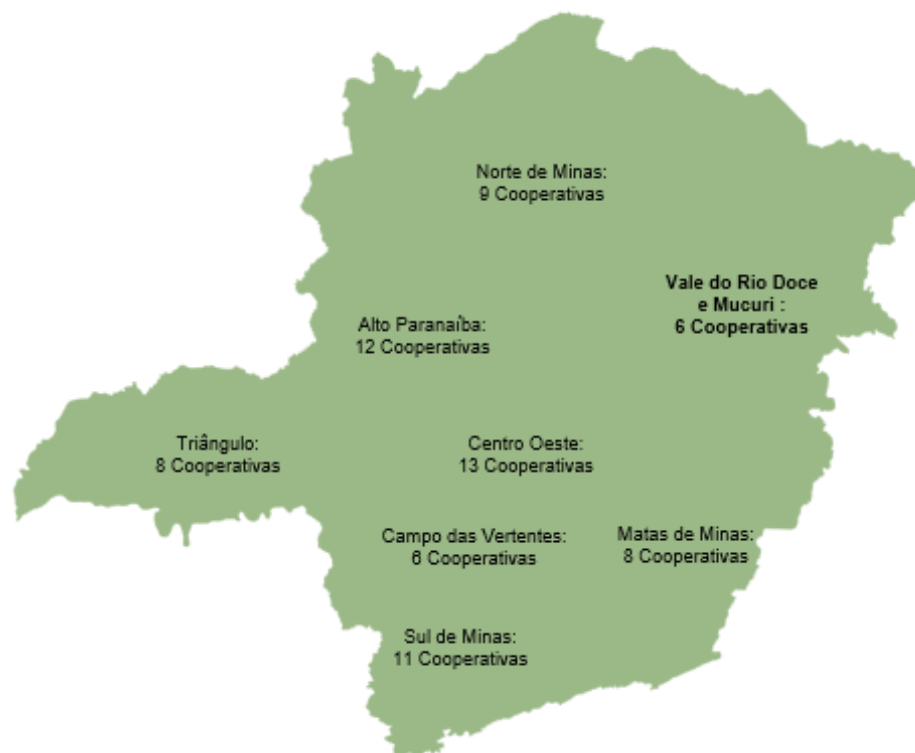 Norte de Minas:
9 Cooperativas
Vale do Rio Doce
e Mucuri :
6 Cooperativas
Alto Paranaíba:
12 Cooperativas
Triângulo:
8 Cooperativas
Centro Oeste:
13 Cooperativas
Campo das Vertentes:
6 Cooperativas
Matas de Minas:
8 Cooperativas
Sul de Minas:
11 Cooperativas